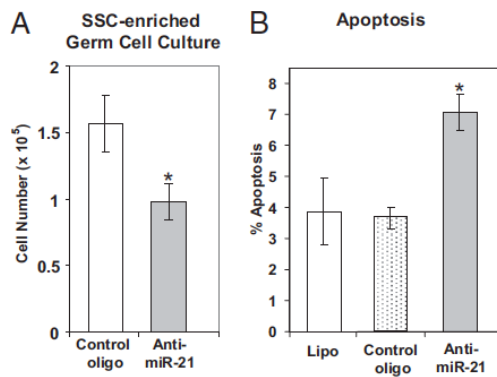 A
SSC-enriched
Germ Cell Culture
Cell Number (x 10⁵)
2
1.5
1
0.5
0
*
Control
oligo
Anti-
miR-21
B
Apoptosis
% Apoptosis
8
7
6
5
4
3
2
1
0
*
Lipo
Control
oligo
Anti-
miR-21